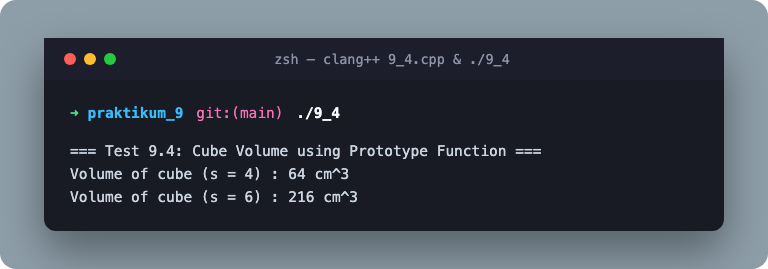 zsh — clang++ 9_4.cpp & ./9_4
➜ praktikum_9 git:(main) ./9_4
=== Test 9.4: Cube Volume using Prototype Function ===
Volume of cube (s = 4) : 64 cm^3
Volume of cube (s = 6) : 216 cm^3